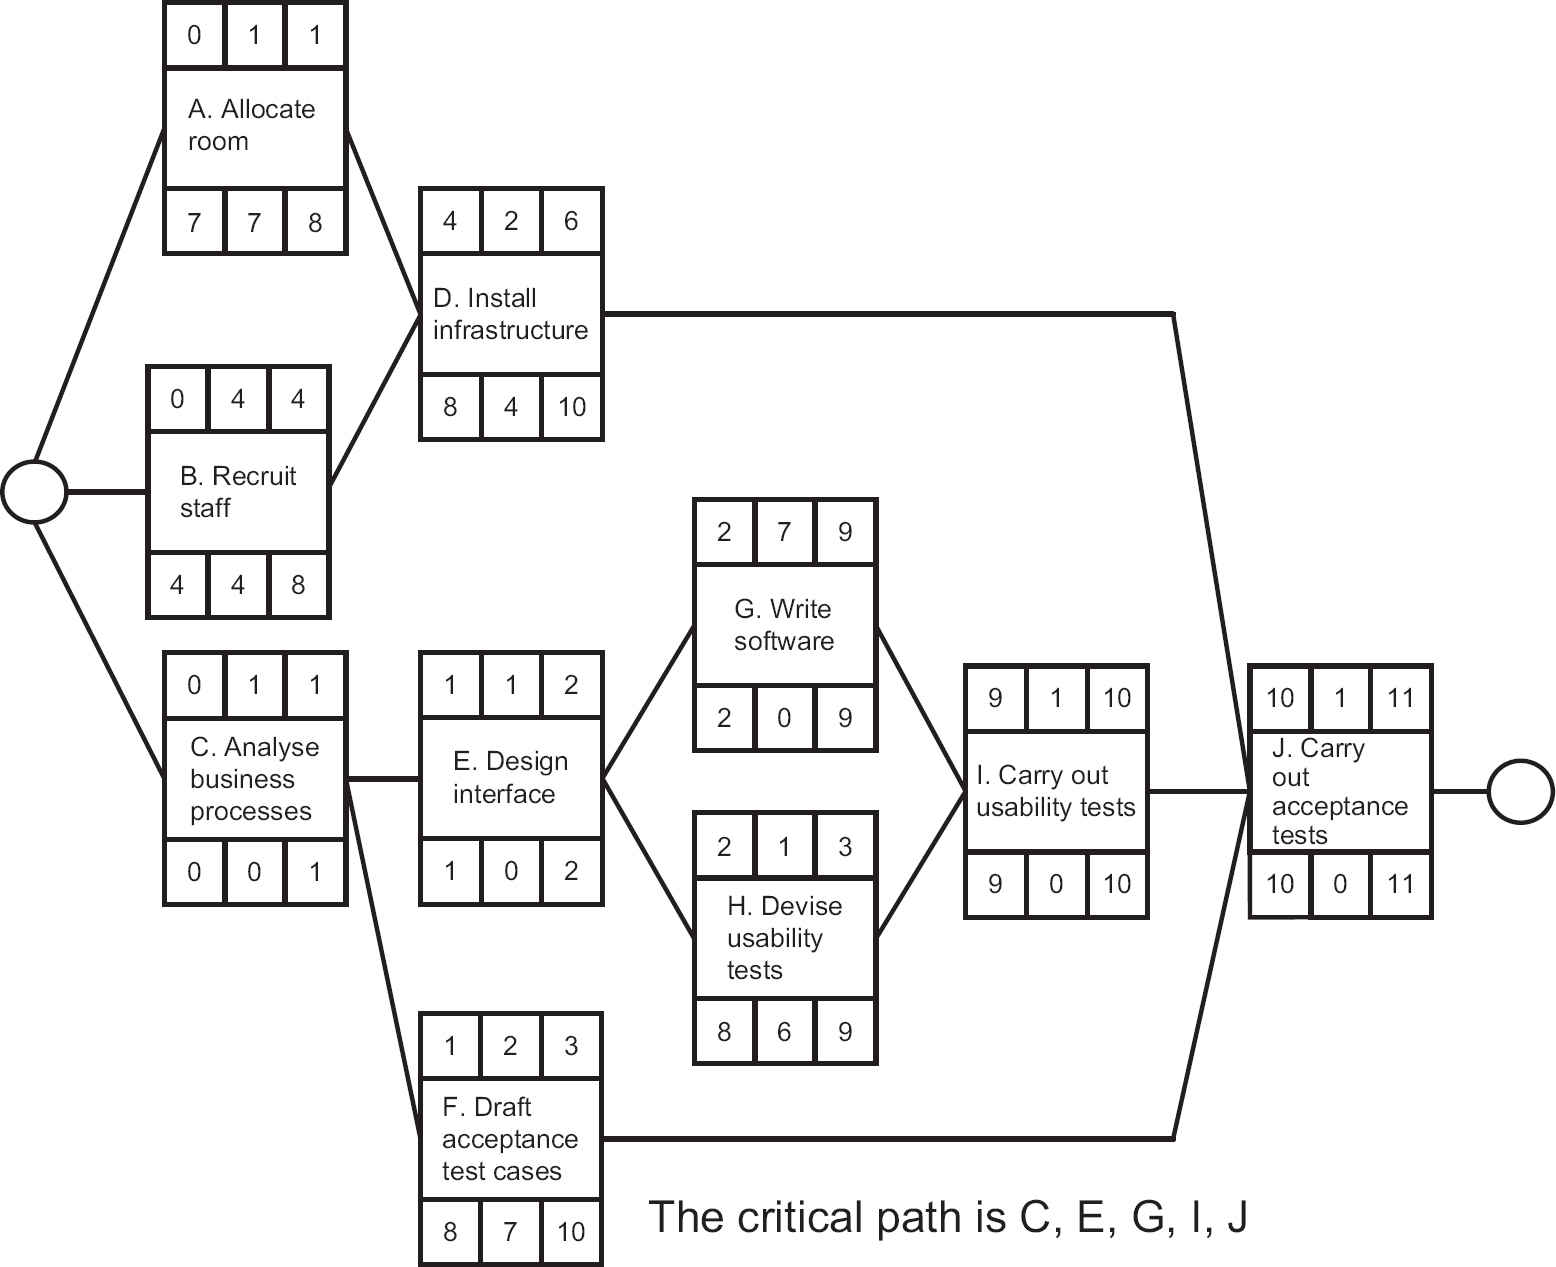 0 1 1
A. Allocate
room
7 7 8
4 2 6
D. Install
infrastructure
8 4 10
0 4 4
B. Recruit
staff
4 4 8
2 7 9
G. Write
software
2 0 9
0 1 1
C. Analyse
business
processes
0 0 1
1 1 2
E. Design
interface
1 0 2
9 1 10
I. Carry out
usability tests
9 0 10
10 1 11
J. Carry
out
acceptance
tests
10 0 11
2 1 3
H. Devise
usability
tests
8 6 9
1 2 3
F. Draft
acceptance
test cases
8 7 10
The critical path is C, E, G, I, J